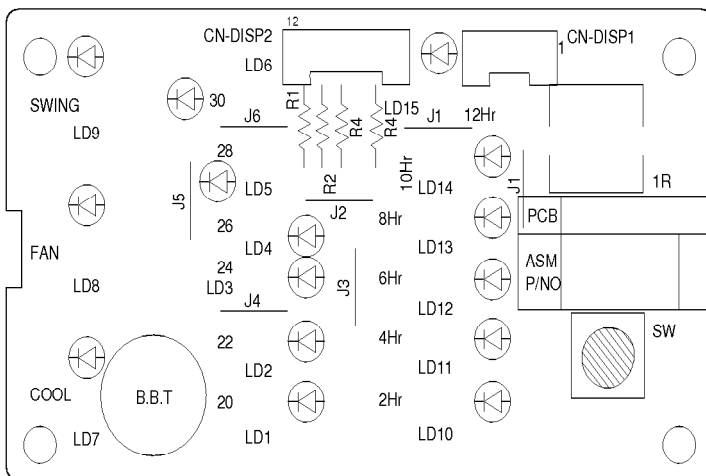 12
CN-DISP2
1
CN-DISP1
LD6
SWING
30
R1
LD15
12Hr
LD9
J6
R4
R4
J1
28
10Hr
J1
1R
J5
LD5
R2
LD14
J2
8Hr
PCB
26
FAN
LD4
LD13
24
ASM
P/NO
LD8
LD3
J3
6Hr
J4
LD12
22
4Hr
SW
LD2
LD11
COOL
B.B.T
20
2Hr
LD7
LD1
LD10